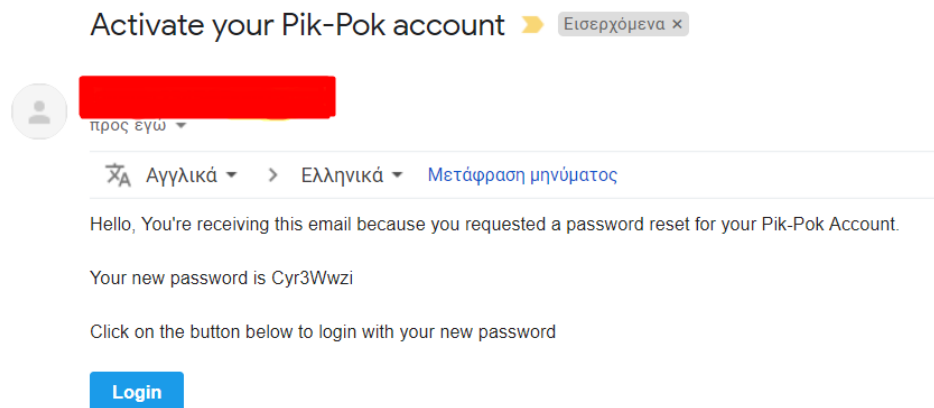 Activate your Pik-Pok account Εισερχόμενα ×
προς εγώ
Αγγλικά > Ελληνικά Μετάφραση μηνύματος
Hello, You're receiving this email because you requested a password reset for your Pik-Pok Account.
Your new password is Cyr3Wwzi
Click on the button below to login with your new password
Login